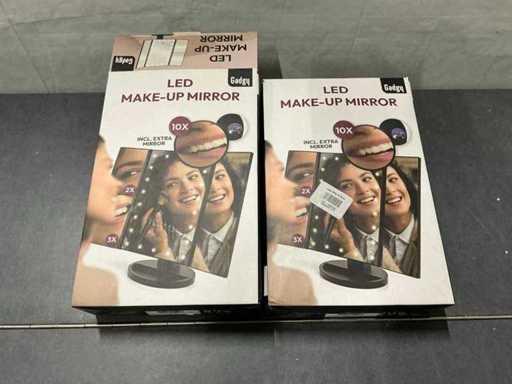 LED
MAKE-UP
MIRROR
Gadgy
LED
MAKE-UP MIRROR
Gadgy
10X
INCL. EXTRA
MIRROR
2X
3X
LED
MAKE-UP MIRROR
Gadgy
10X
INCL. EXTRA
MIRROR
2X
3X